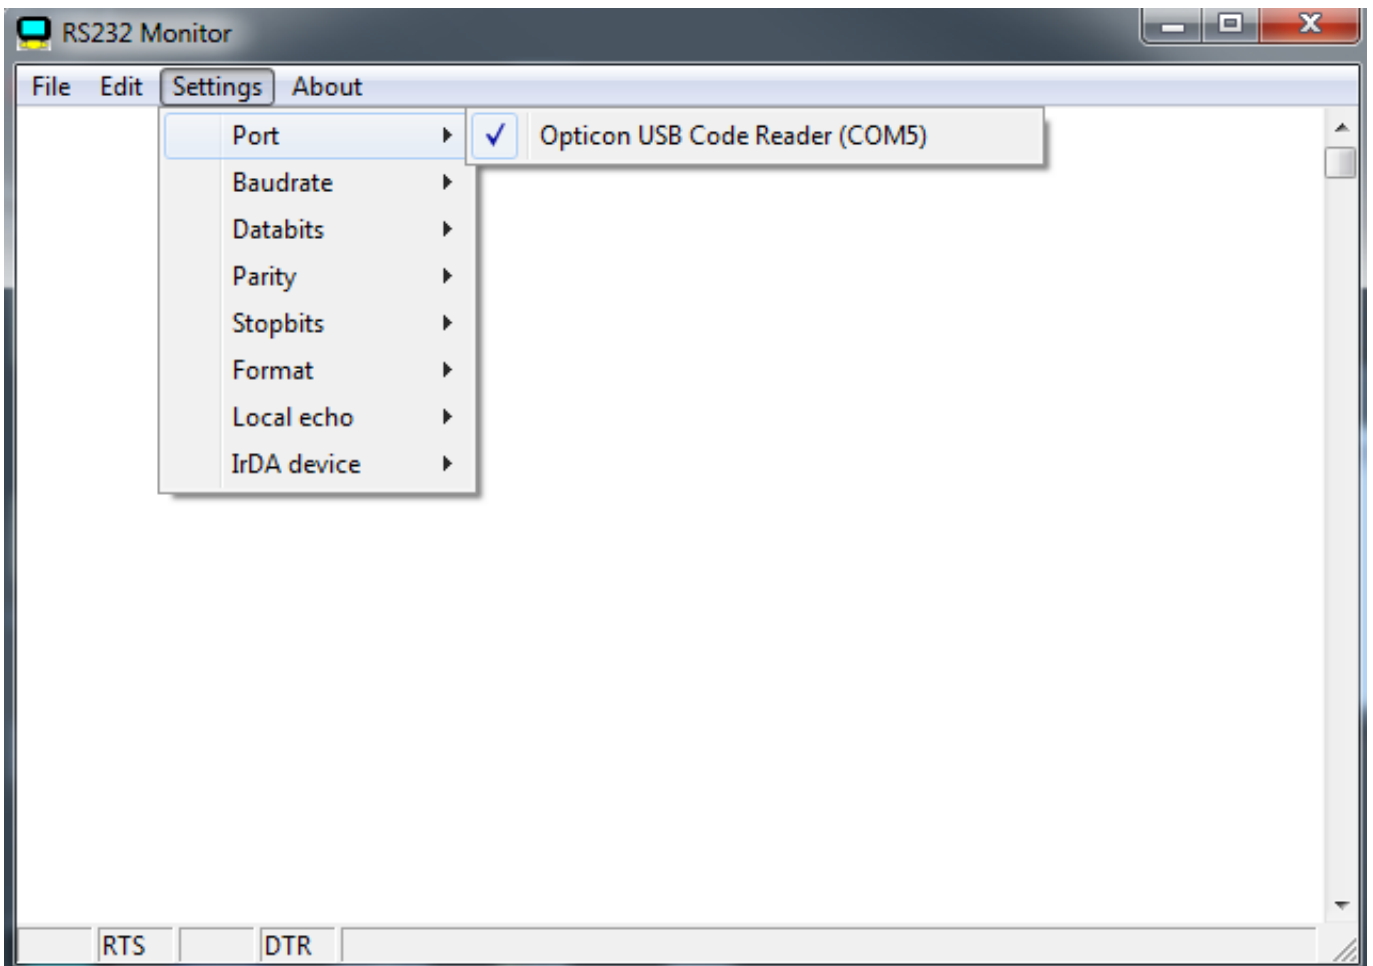 RS232 Monitor
File Edit Settings About
Port
Opticon USB Code Reader (COM5)
Baudrate
Databits
Parity
Stopbits
Format
Local echo
IrDA device
RTS DTR